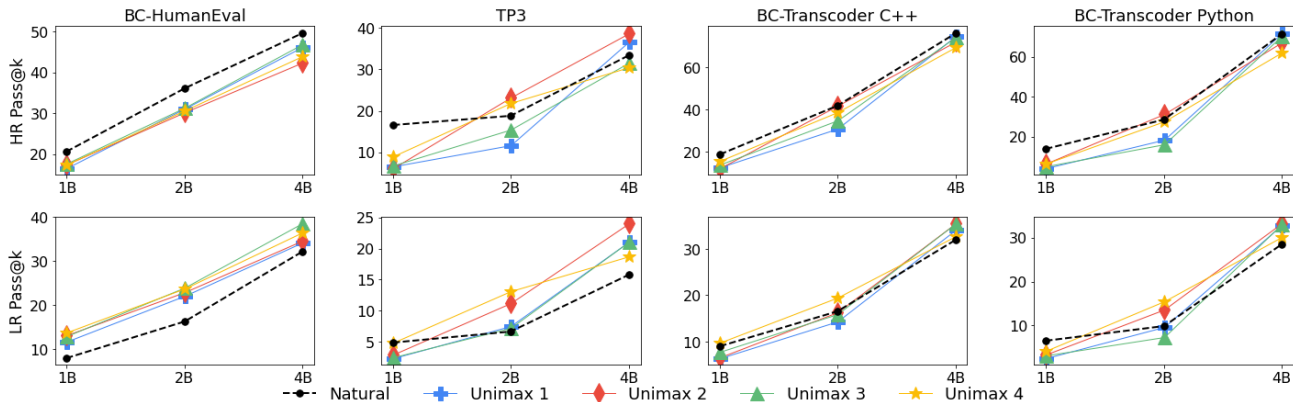 BC-HumanEval TP3 BC-Transcoder C++ BC-Transcoder Python
HR Pass@k
50
40
30
20
1B 2B 4B
40
30
20
10
1B 2B 4B
80
60
40
20
1B 2B 4B
60
40
20
1B 2B 4B
LR Pass@k
40
30
20
10
1B 2B 4B
25
20
15
10
5
1B 2B 4B
30
20
10
1B 2B 4B
30
20
10
1B 2B 4B
Natural Unimax 1 Unimax 2 Unimax 3 Unimax 4